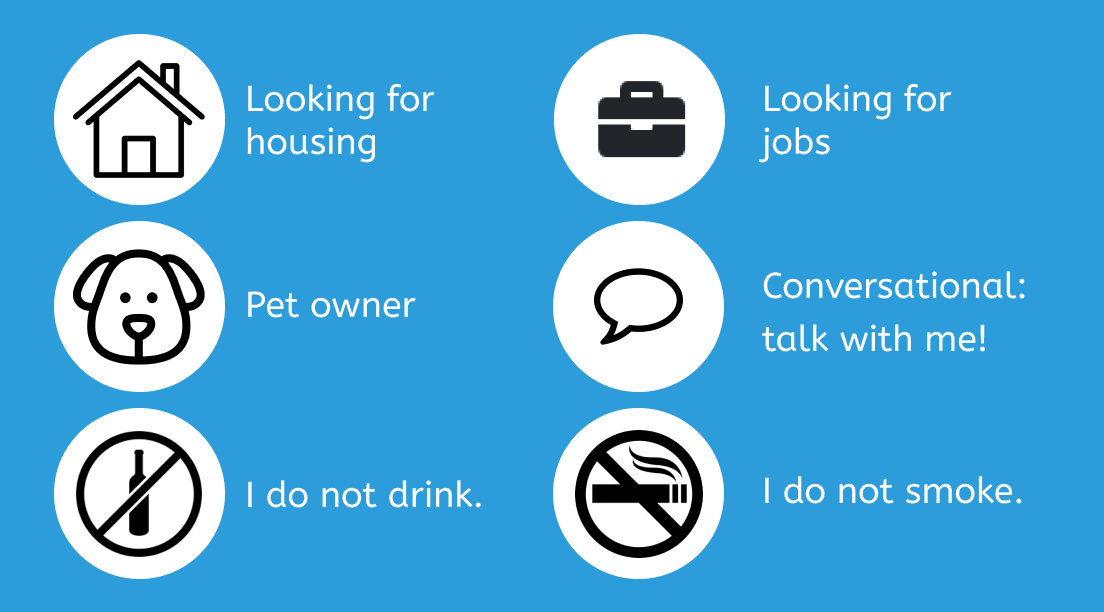 Looking for
housing
Looking for
jobs
Pet owner
Conversational:
talk with me!
I do not drink.
I do not smoke.